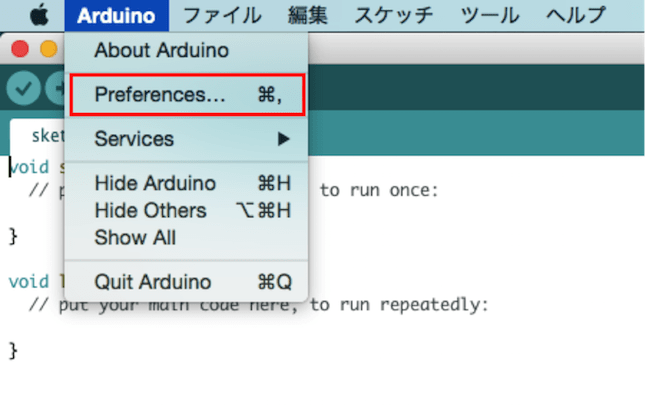 Arduino ファイル 編集 スケッチ ツール ヘルプ
About Arduino
Preferences... ⌘,
Services ▶
Hide Arduino ⌘H
Hide Others ⌥⌘H
Show All
Quit Arduino ⌘Q
void
// to run once:
}
void
// put your main code here, to run repeatedly:
}